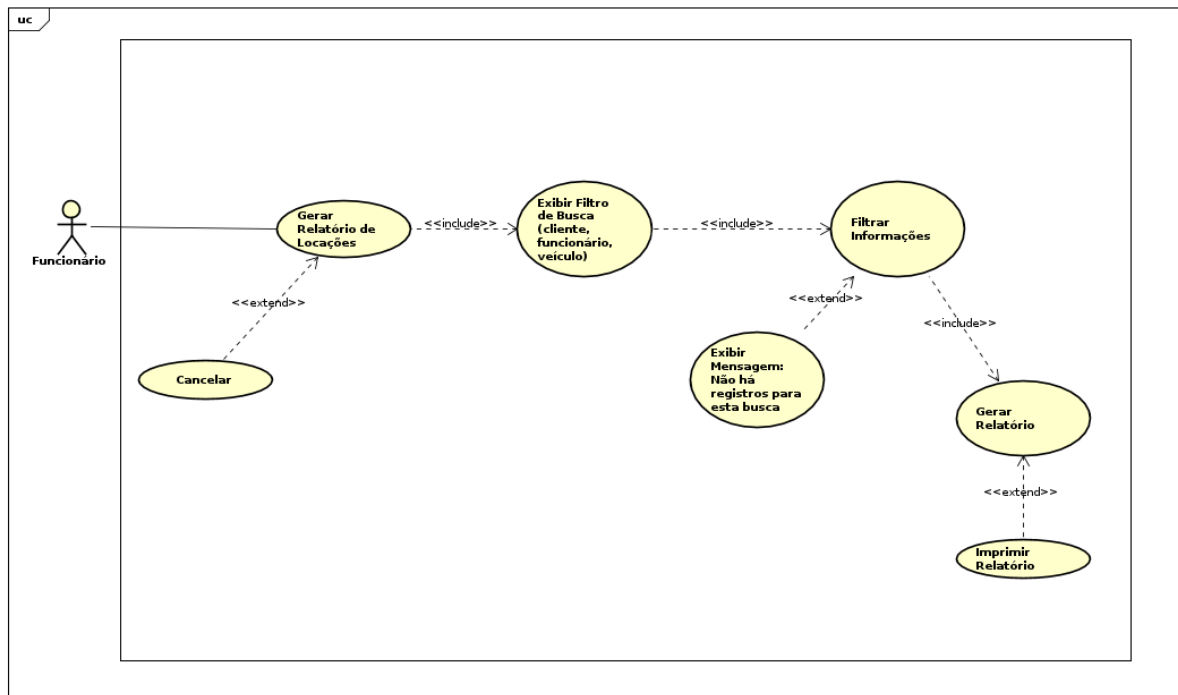 uc
Funcionário
Gerar
Relatório de
Locações
<<include>>
Exibir Filtro
de Busca
(cliente,
funcionário,
veículo)
<<include>>
Filtrar
Informações
<<extend>>
Cancelar
<<extend>>
Exibir
Mensagem:
Não há
registros para
esta busca
<<include>>
Gerar
Relatório
<<extend>>
Imprimir
Relatório